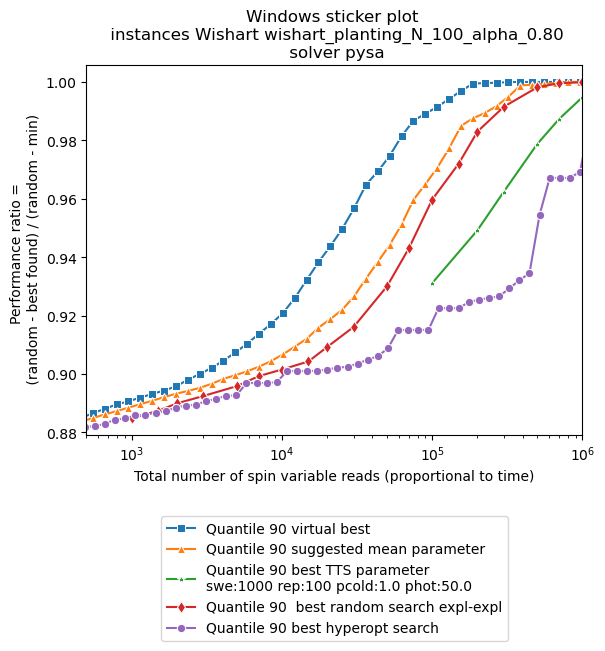 Windows sticker plot
instances Wishart wishart_planting_N_100_alpha_0.80
solver pysa
Performance ratio =
(random - best found) / (random - min)
1.00
0.98
0.96
0.94
0.92
0.90
0.88
10³
10⁴
10⁵
10⁶
Total number of spin variable reads (proportional to time)
Quantile 90 virtual best
Quantile 90 suggested mean parameter
Quantile 90 best TTS parameter
swe:1000 rep:100 pcold:1.0 phot:50.0
Quantile 90  best random search expl-expl
Quantile 90 best hyperopt search